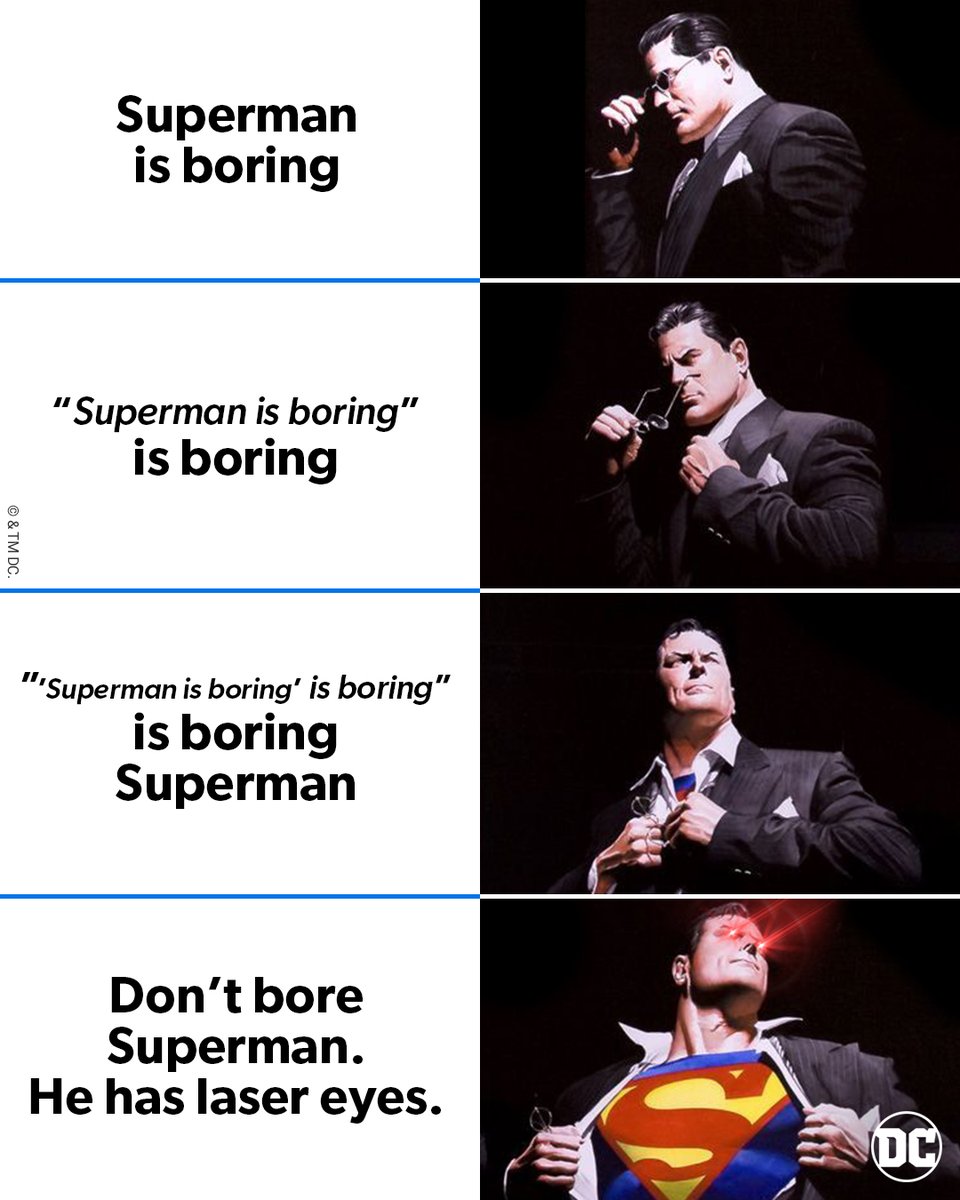 Superman
is boring
“Superman is boring”
is boring
© & TM DC.
”‘Superman is boring’ is boring”
is boring
Superman
Don’t bore
Superman.
He has laser eyes.
S
DC